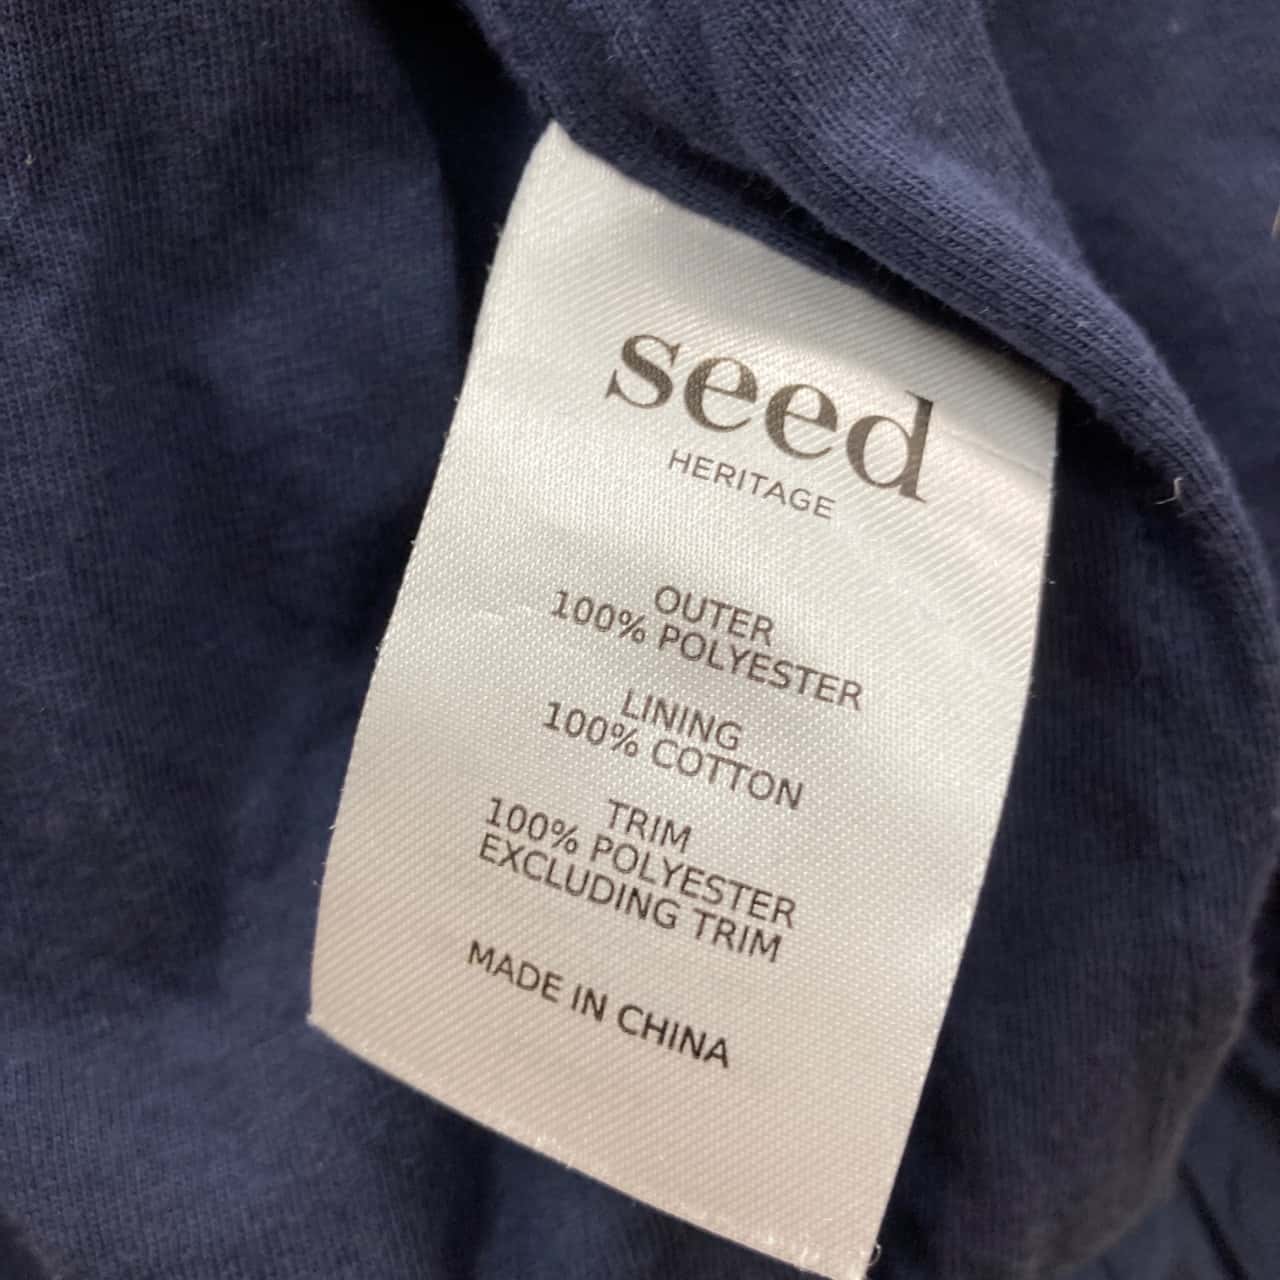 seed
HERITAGE
OUTER
100% POLYESTER
LINING
100% COTTON
TRIM
100% POLYESTER
EXCLUDING TRIM
MADE IN CHINA